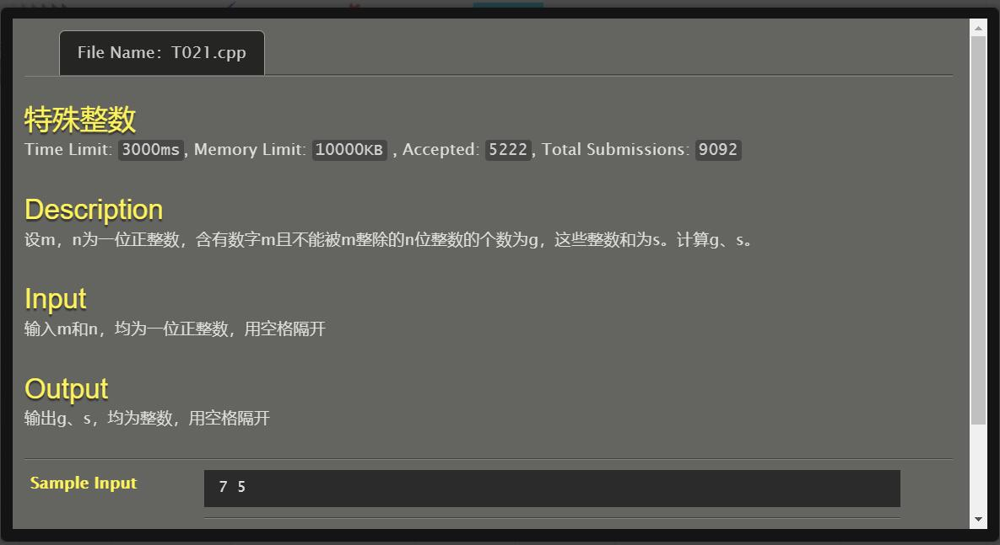 File Name: T021.cpp
特殊整数
Time Limit: 3000ms, Memory Limit: 10000KB , Accepted: 5222, Total Submissions: 9092
Description
设m，n为一位正整数，含有数字m且不能被m整除的n位整数的个数为g，这些整数和为s。计算g、s。
Input
输入m和n，均为一位正整数，用空格隔开
Output
输出g、s，均为整数，用空格隔开
Sample Input
7 5